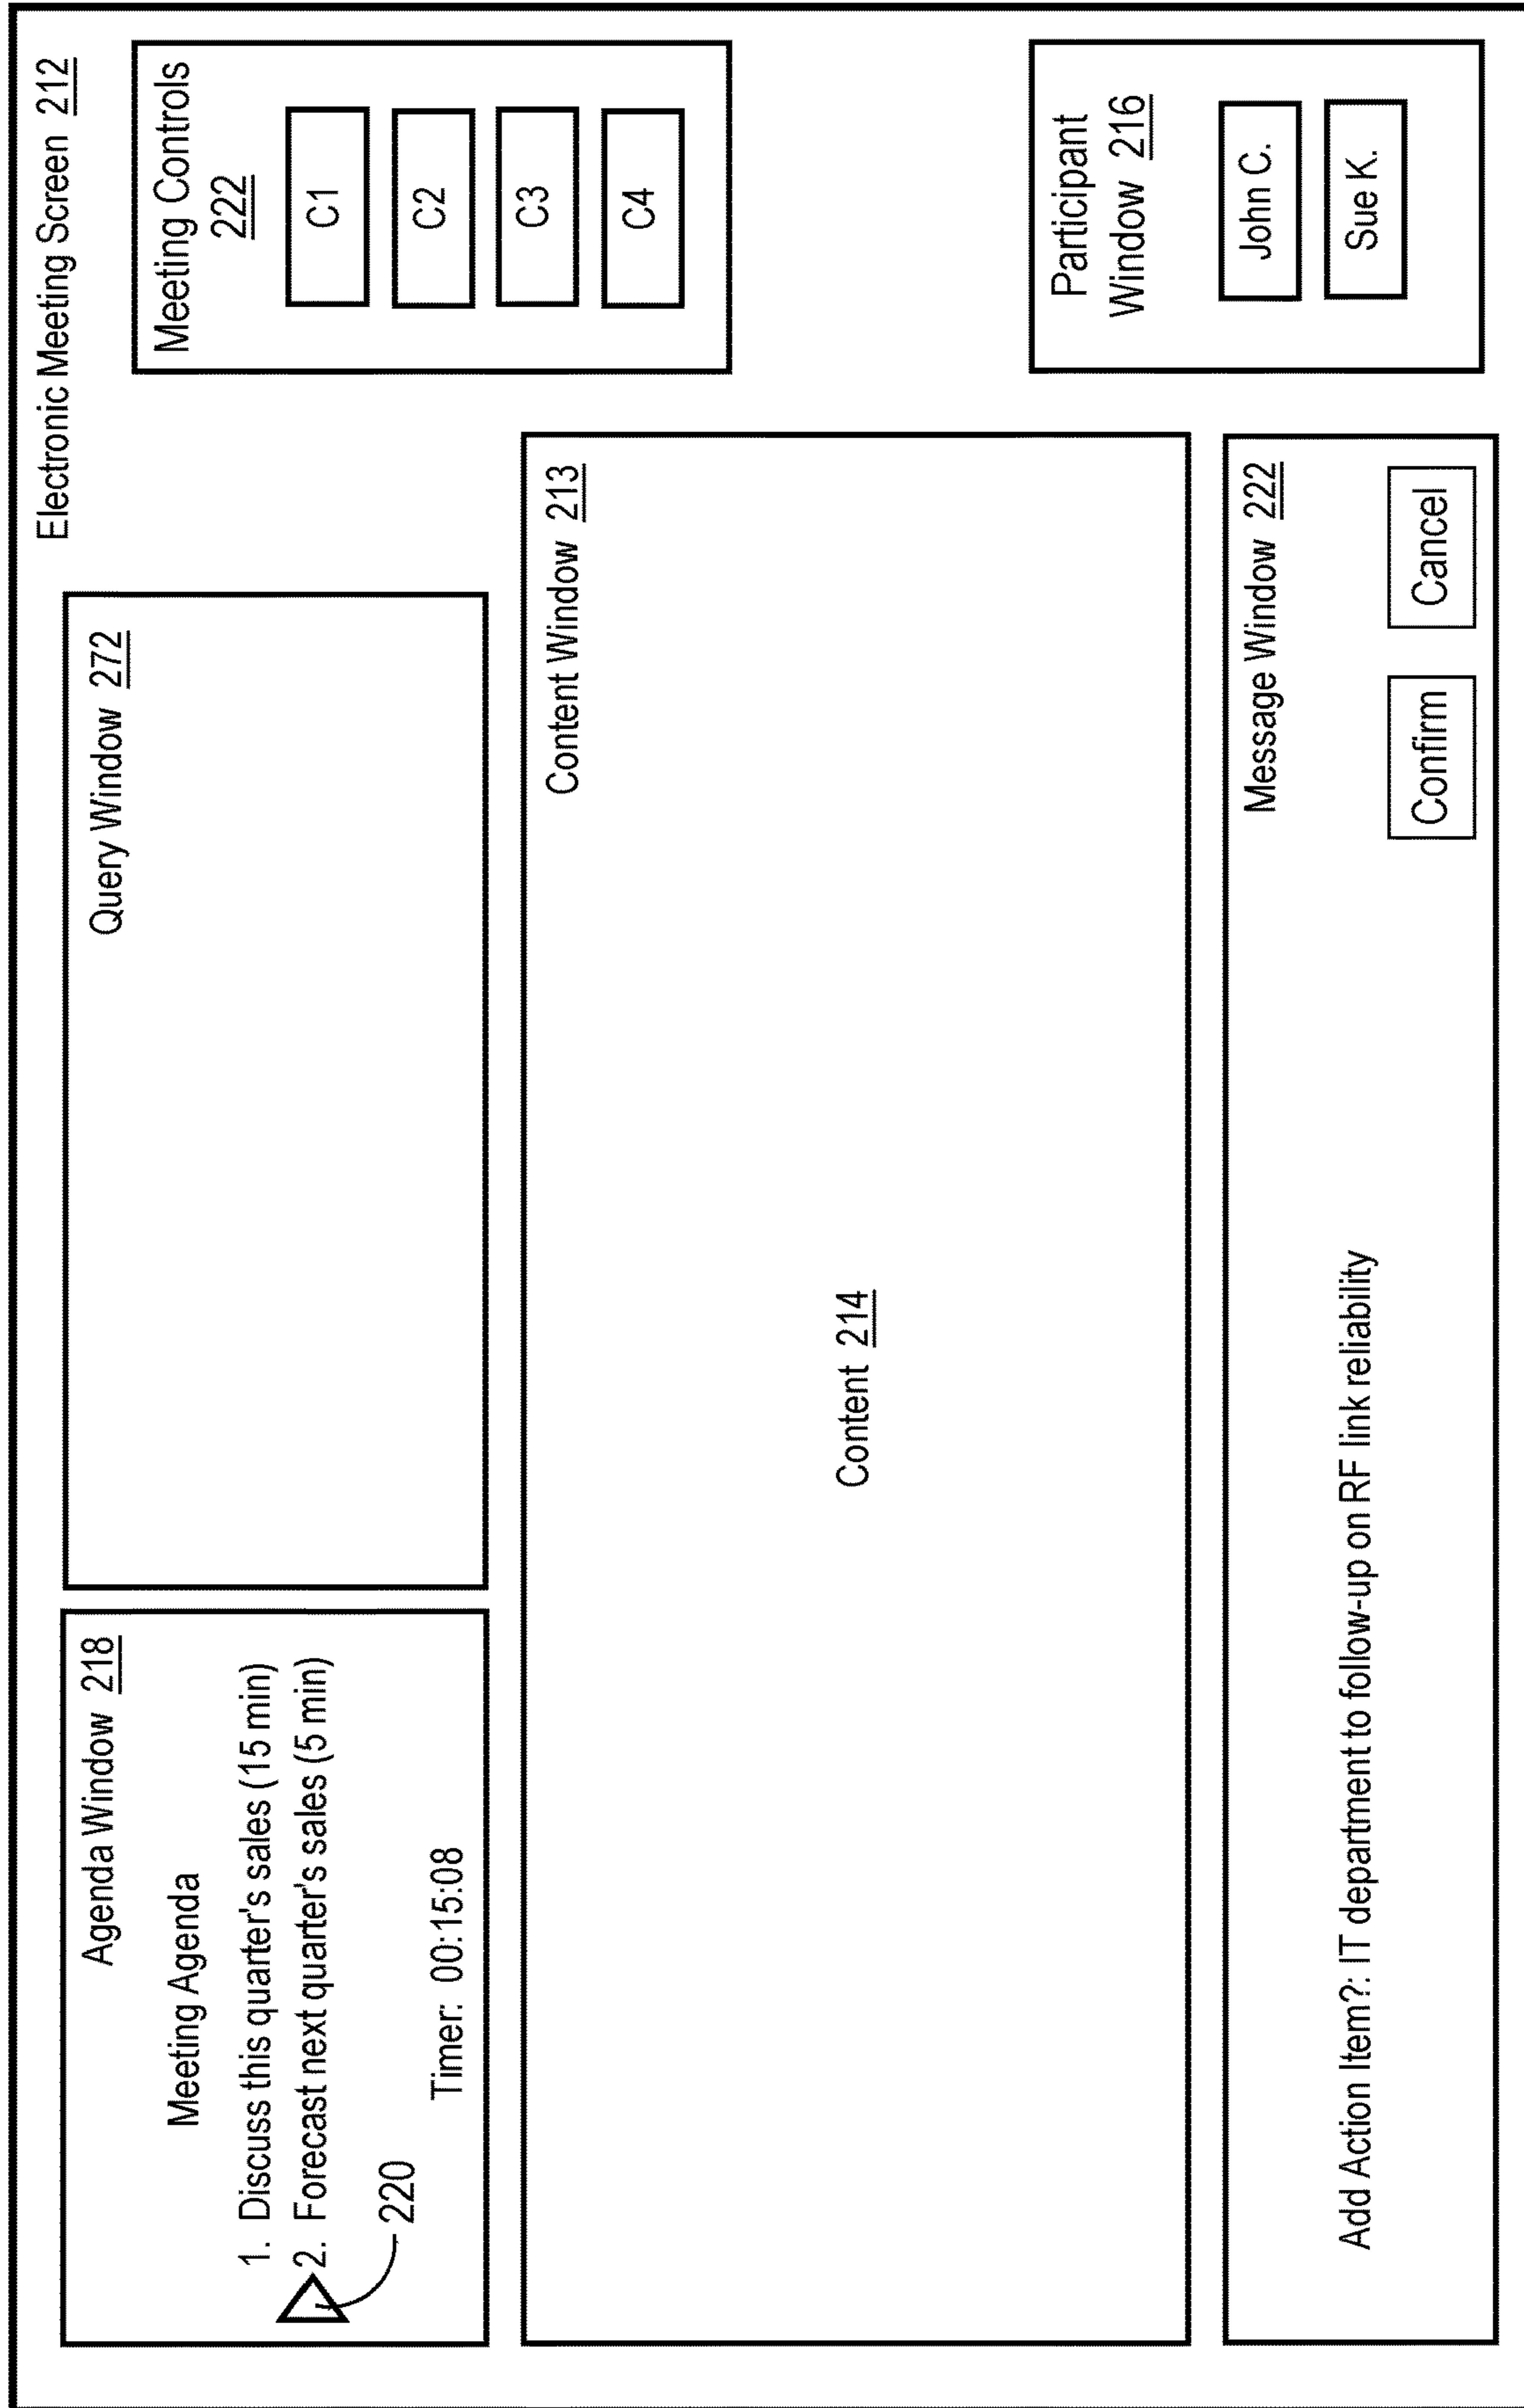 Electronic Meeting Screen 212
Agenda Window 218
Meeting Agenda
1. Discuss this quarter's sales (15 min)
2. Forecast next quarter's sales (5 min)
220
Timer: 00:15:08
Query Window 272
Meeting Controls
222
C1
C2
C3
C4
Content Window 213
Content 214
Participant
Window 216
John C.
Sue K.
Message Window 222
Add Action Item?: IT department to follow-up on RF link reliability
Confirm
Cancel